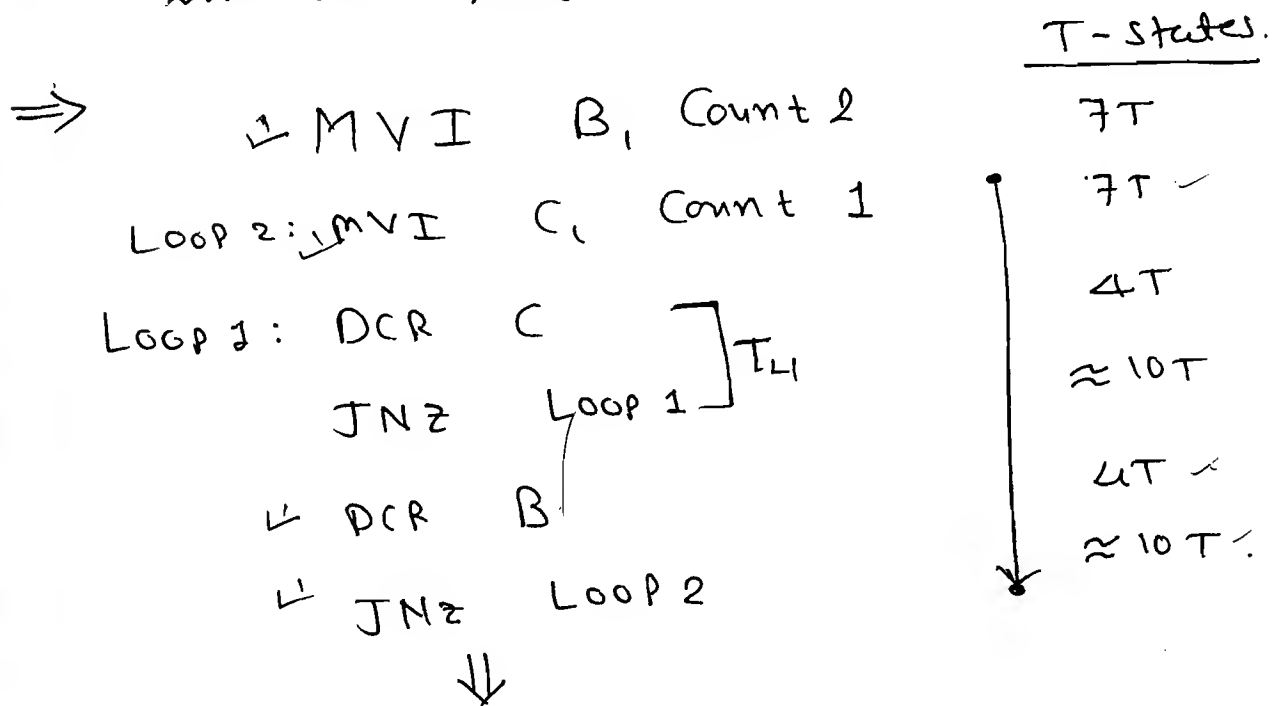 T-states.
⇒ MVI B, Count 2 7T
LOOP 2: MVI C, Count 1 7T
LOOP 1: DCR C 4T
JNZ LOOP 1 ≈ 10T
TL1
DCR B 4T
JNZ LOOP 2 ≈ 10T
⇓